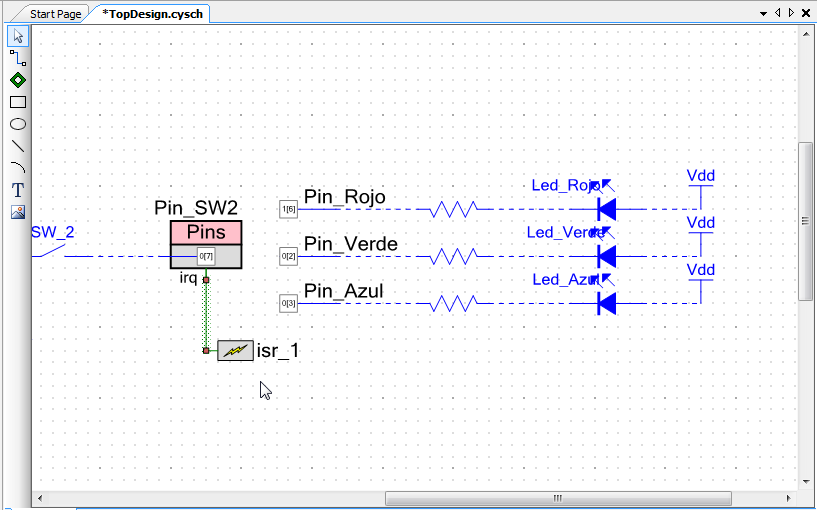 Start Page
*TopDesign.cysch
T
Pin_SW2
Pins
SW_2
0[7]
irq
isr_1
1[6]
Pin_Rojo
Led_Rojo
Vdd
0[2]
Pin_Verde
Led_Verde
Vdd
0[3]
Pin_Azul
Led_Azul
Vdd